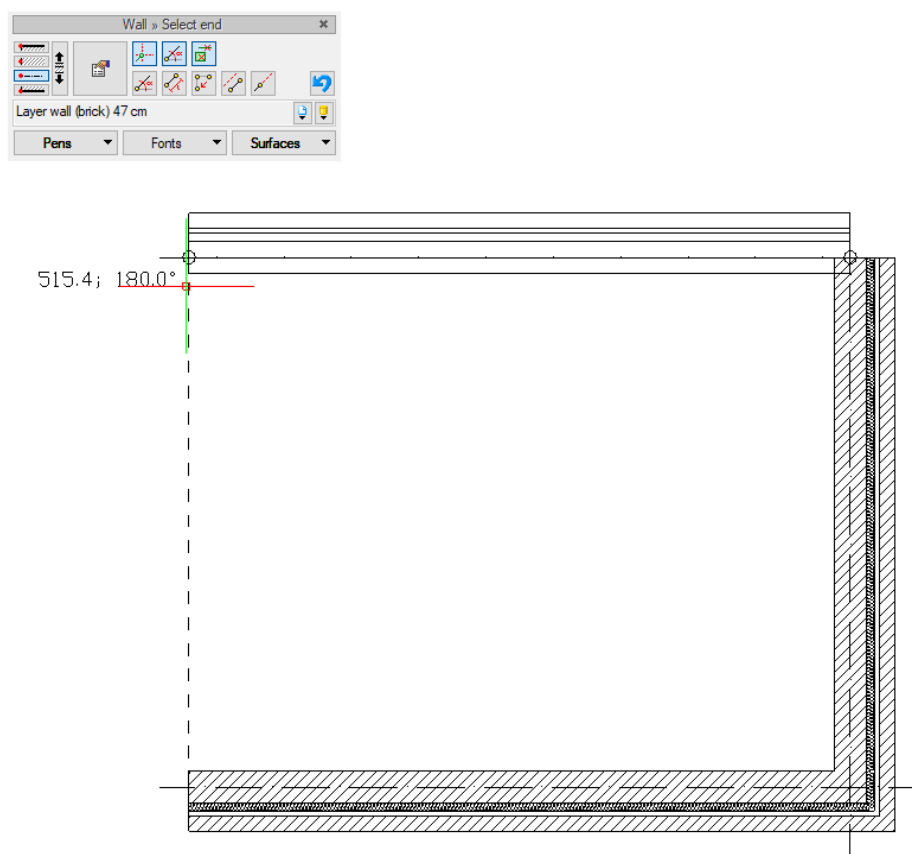 Wall » Select end
Layer wall (brick) 47 cm
Pens Fonts Surfaces
515.4; 180.0°